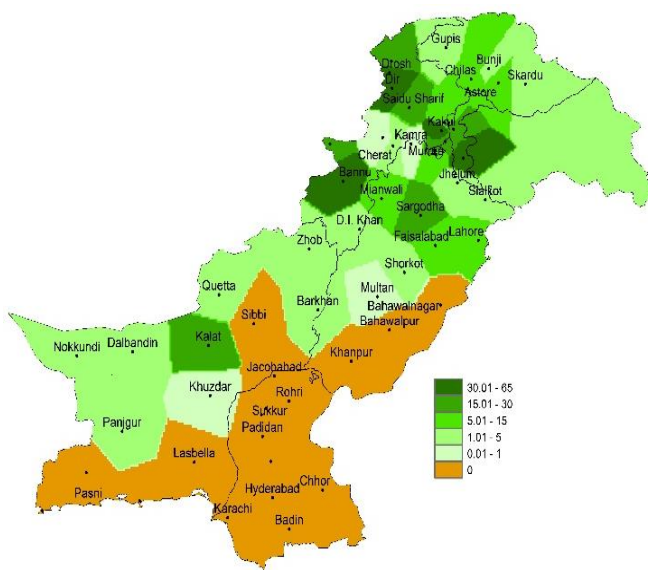 Gupis
Bunji
Drosh
Chilas
Skardu
Dir
Astore
Saidu Sharif
Kakul
Kamra
Cherat
Murree
Jhelum
Bannu
Sialkot
Mianwali
Sargodha
D.I. Khan
Lahore
Faisalabad
Zhob
Shorkot
Quetta
Multan
Barkhan
Bahawalnagar
Sibbi
Bahawalpur
Kalat
Dalbandin
Nokkundi
Khanpur
Jacobabad
Khuzdar
Rohri
Sukkur
Panjgur
Padidan
Lasbella
Pasni
Hyderabad
Chhor
Karachi
Badin
30.01 - 65
15.01 - 30
5.01 - 15
1.01 - 5
0.01 - 1
0